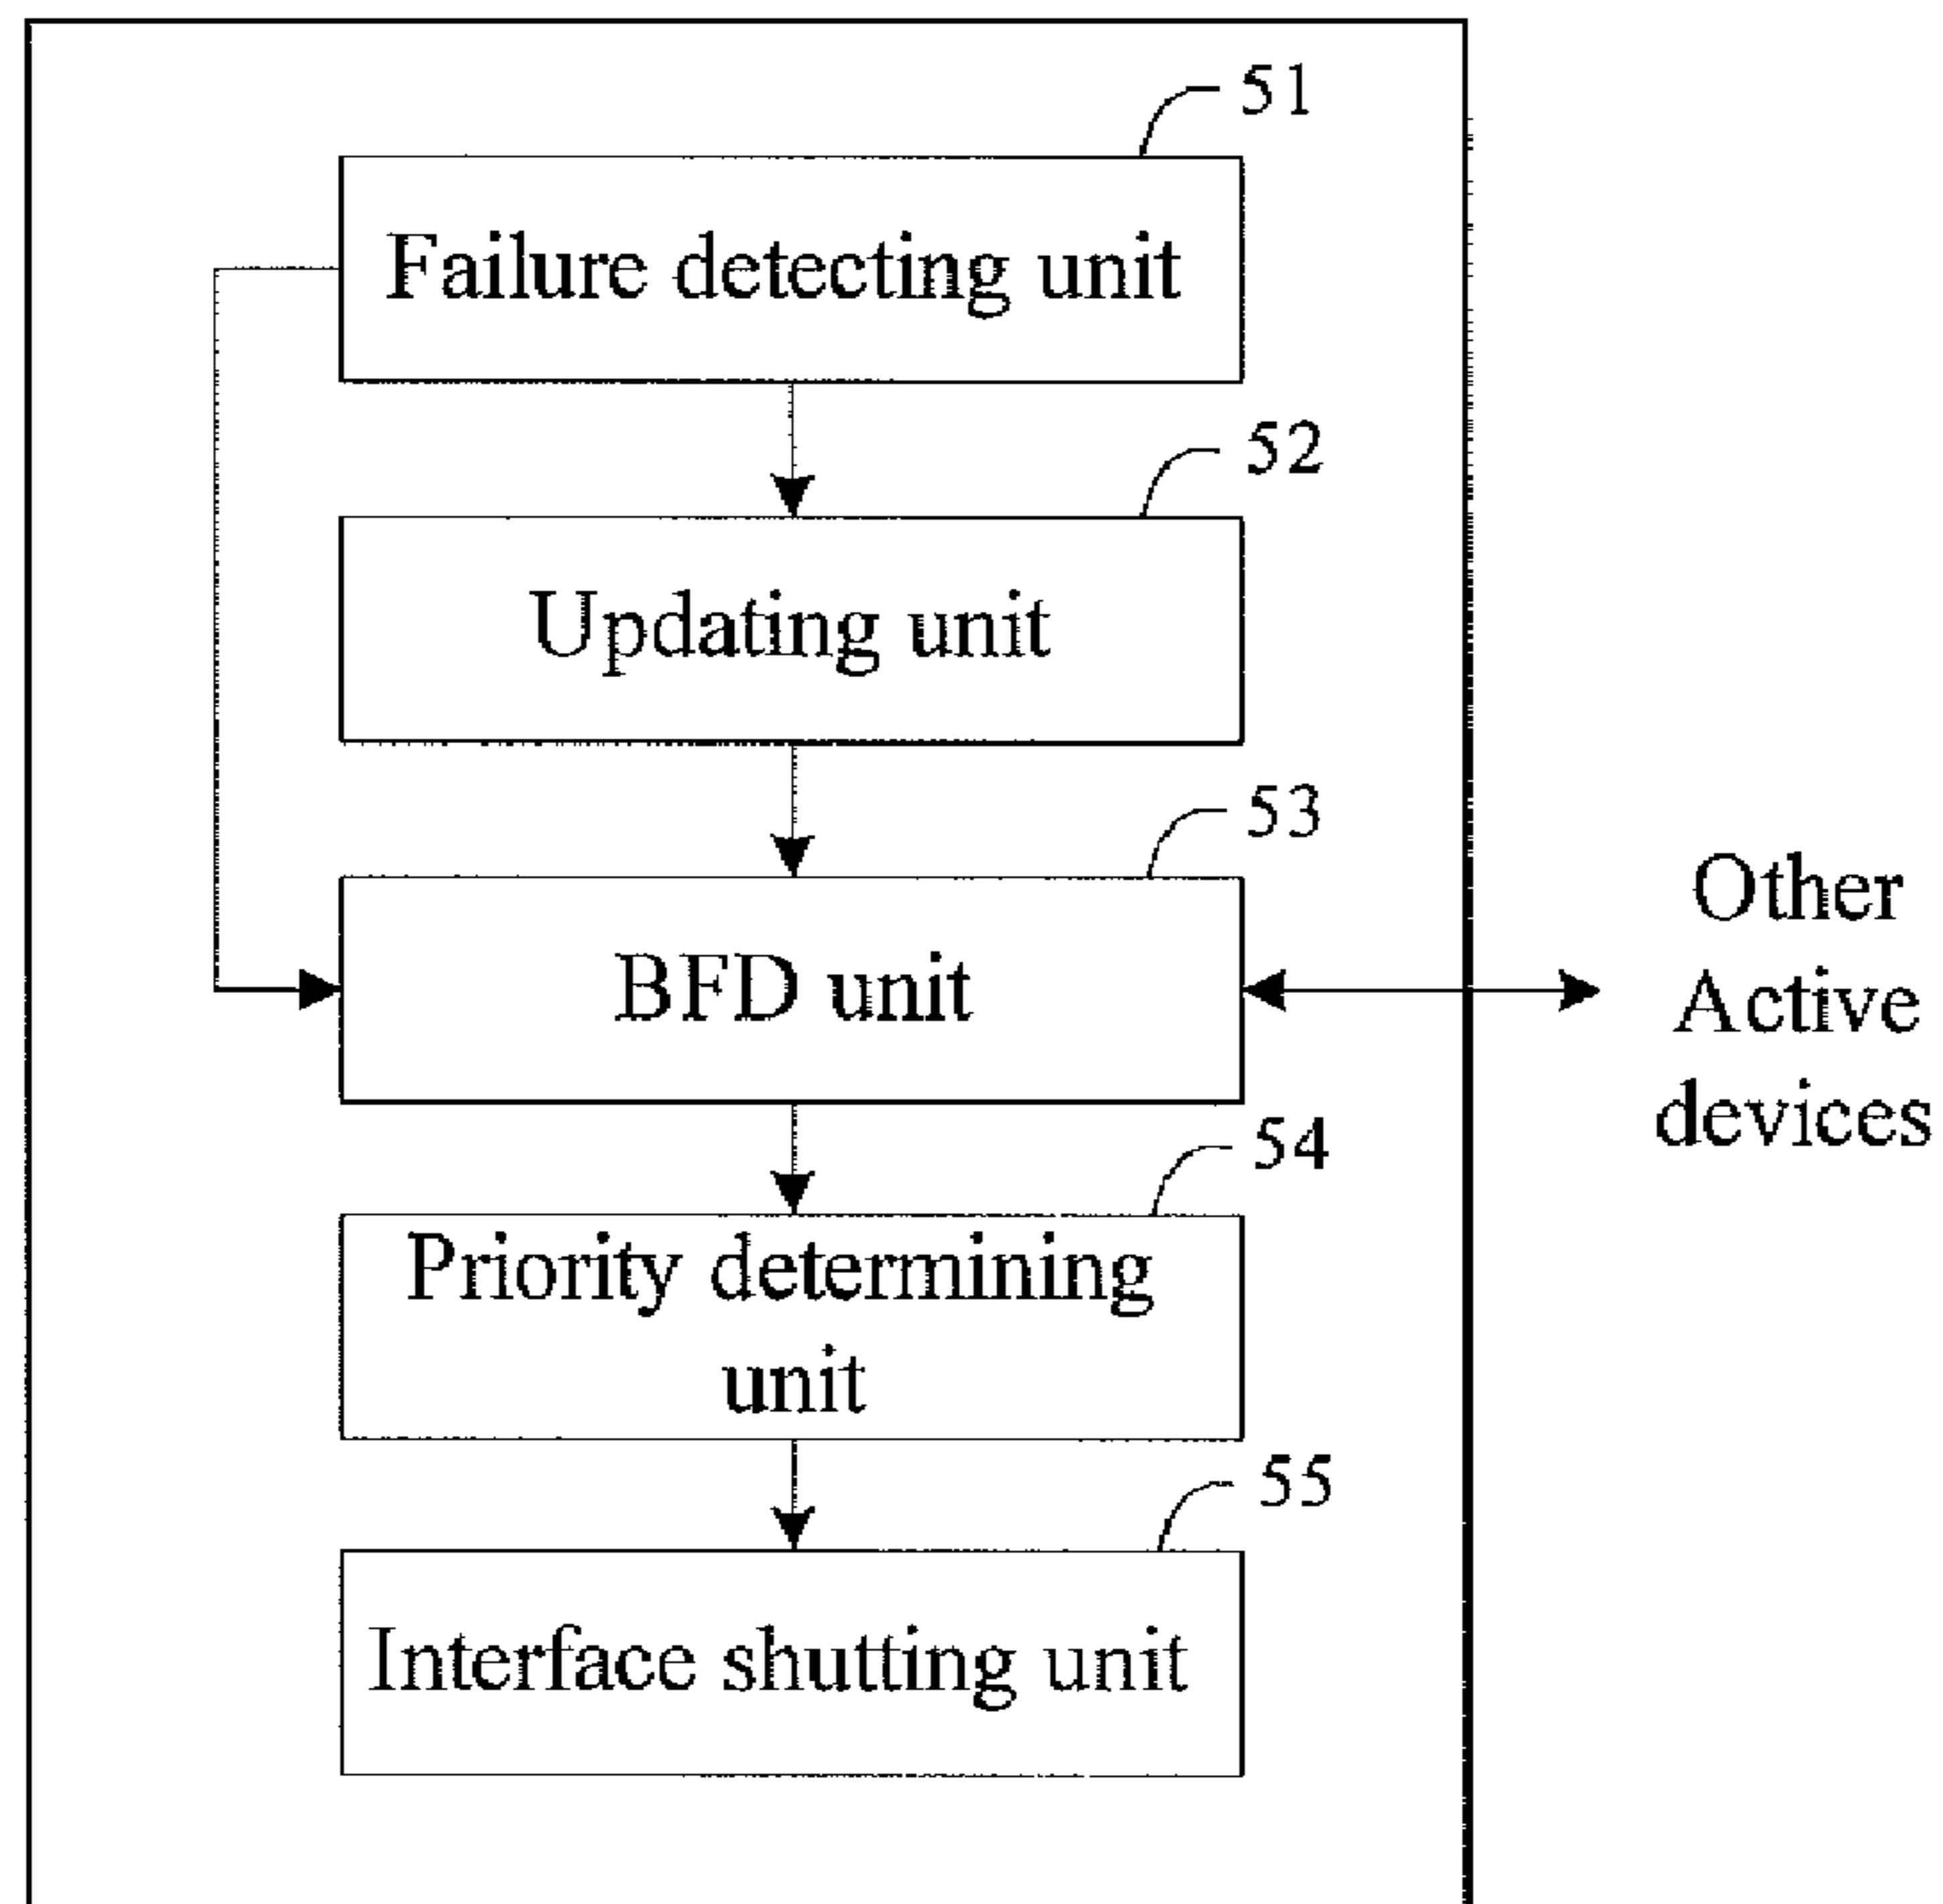 51
Failure detecting unit
52
Updating unit
53
BFD unit
Other
Active
devices
54
Priority determining
unit
55
Interface shutting unit